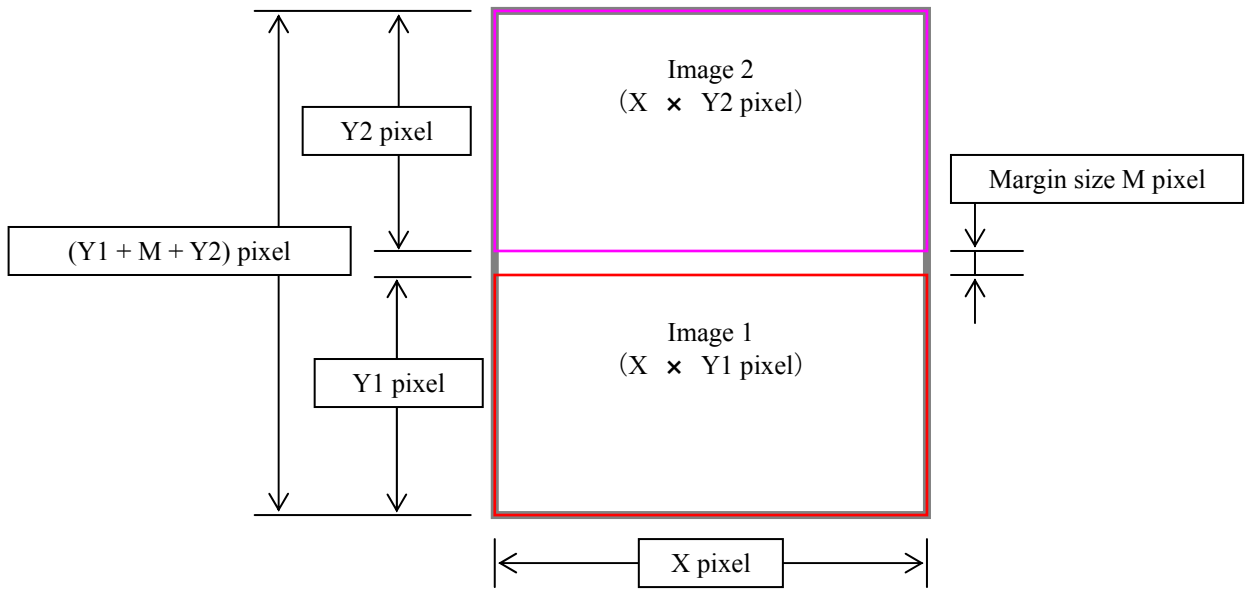 Image 2
(X × Y2 pixel)
Y2 pixel
Margin size M pixel
(Y1 + M + Y2) pixel
Image 1
(X × Y1 pixel)
Y1 pixel
X pixel